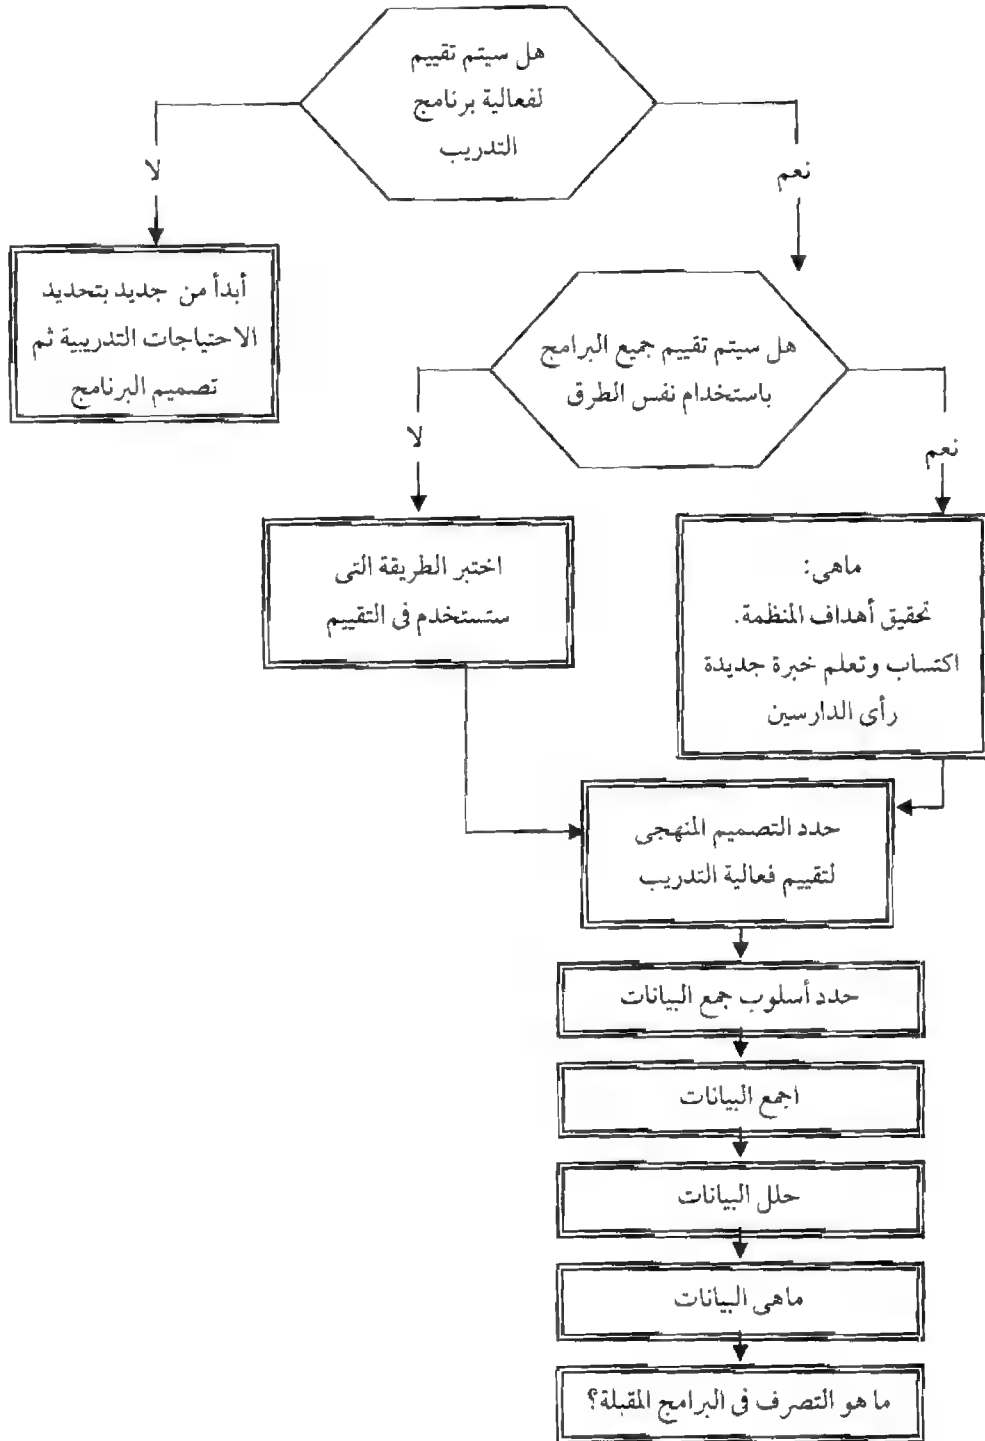 هل سيتم تقييم
لفعالية برنامج
التدريب
نعم
لا
أبدأ من جديد بتحديد
الاحتياجات التدريبية ثم
تصميم البرنامج
هل سيتم تقييم جميع البرامج
باستخدام نفس الطرق
نعم
لا
ماهى:
تحقيق أهداف المنظمة.
اكتساب وتعلم خبرة جديدة
رأى الدارسين
اختبر الطريقة التى
ستستخدم فى التقييم
حدد التصميم المنهجى
لتقييم فعالية التدريب
حدد أسلوب جمع البيانات
اجمع البيانات
حلل البيانات
ماهى البيانات
ما هو التصرف فى البرامج المقبلة؟